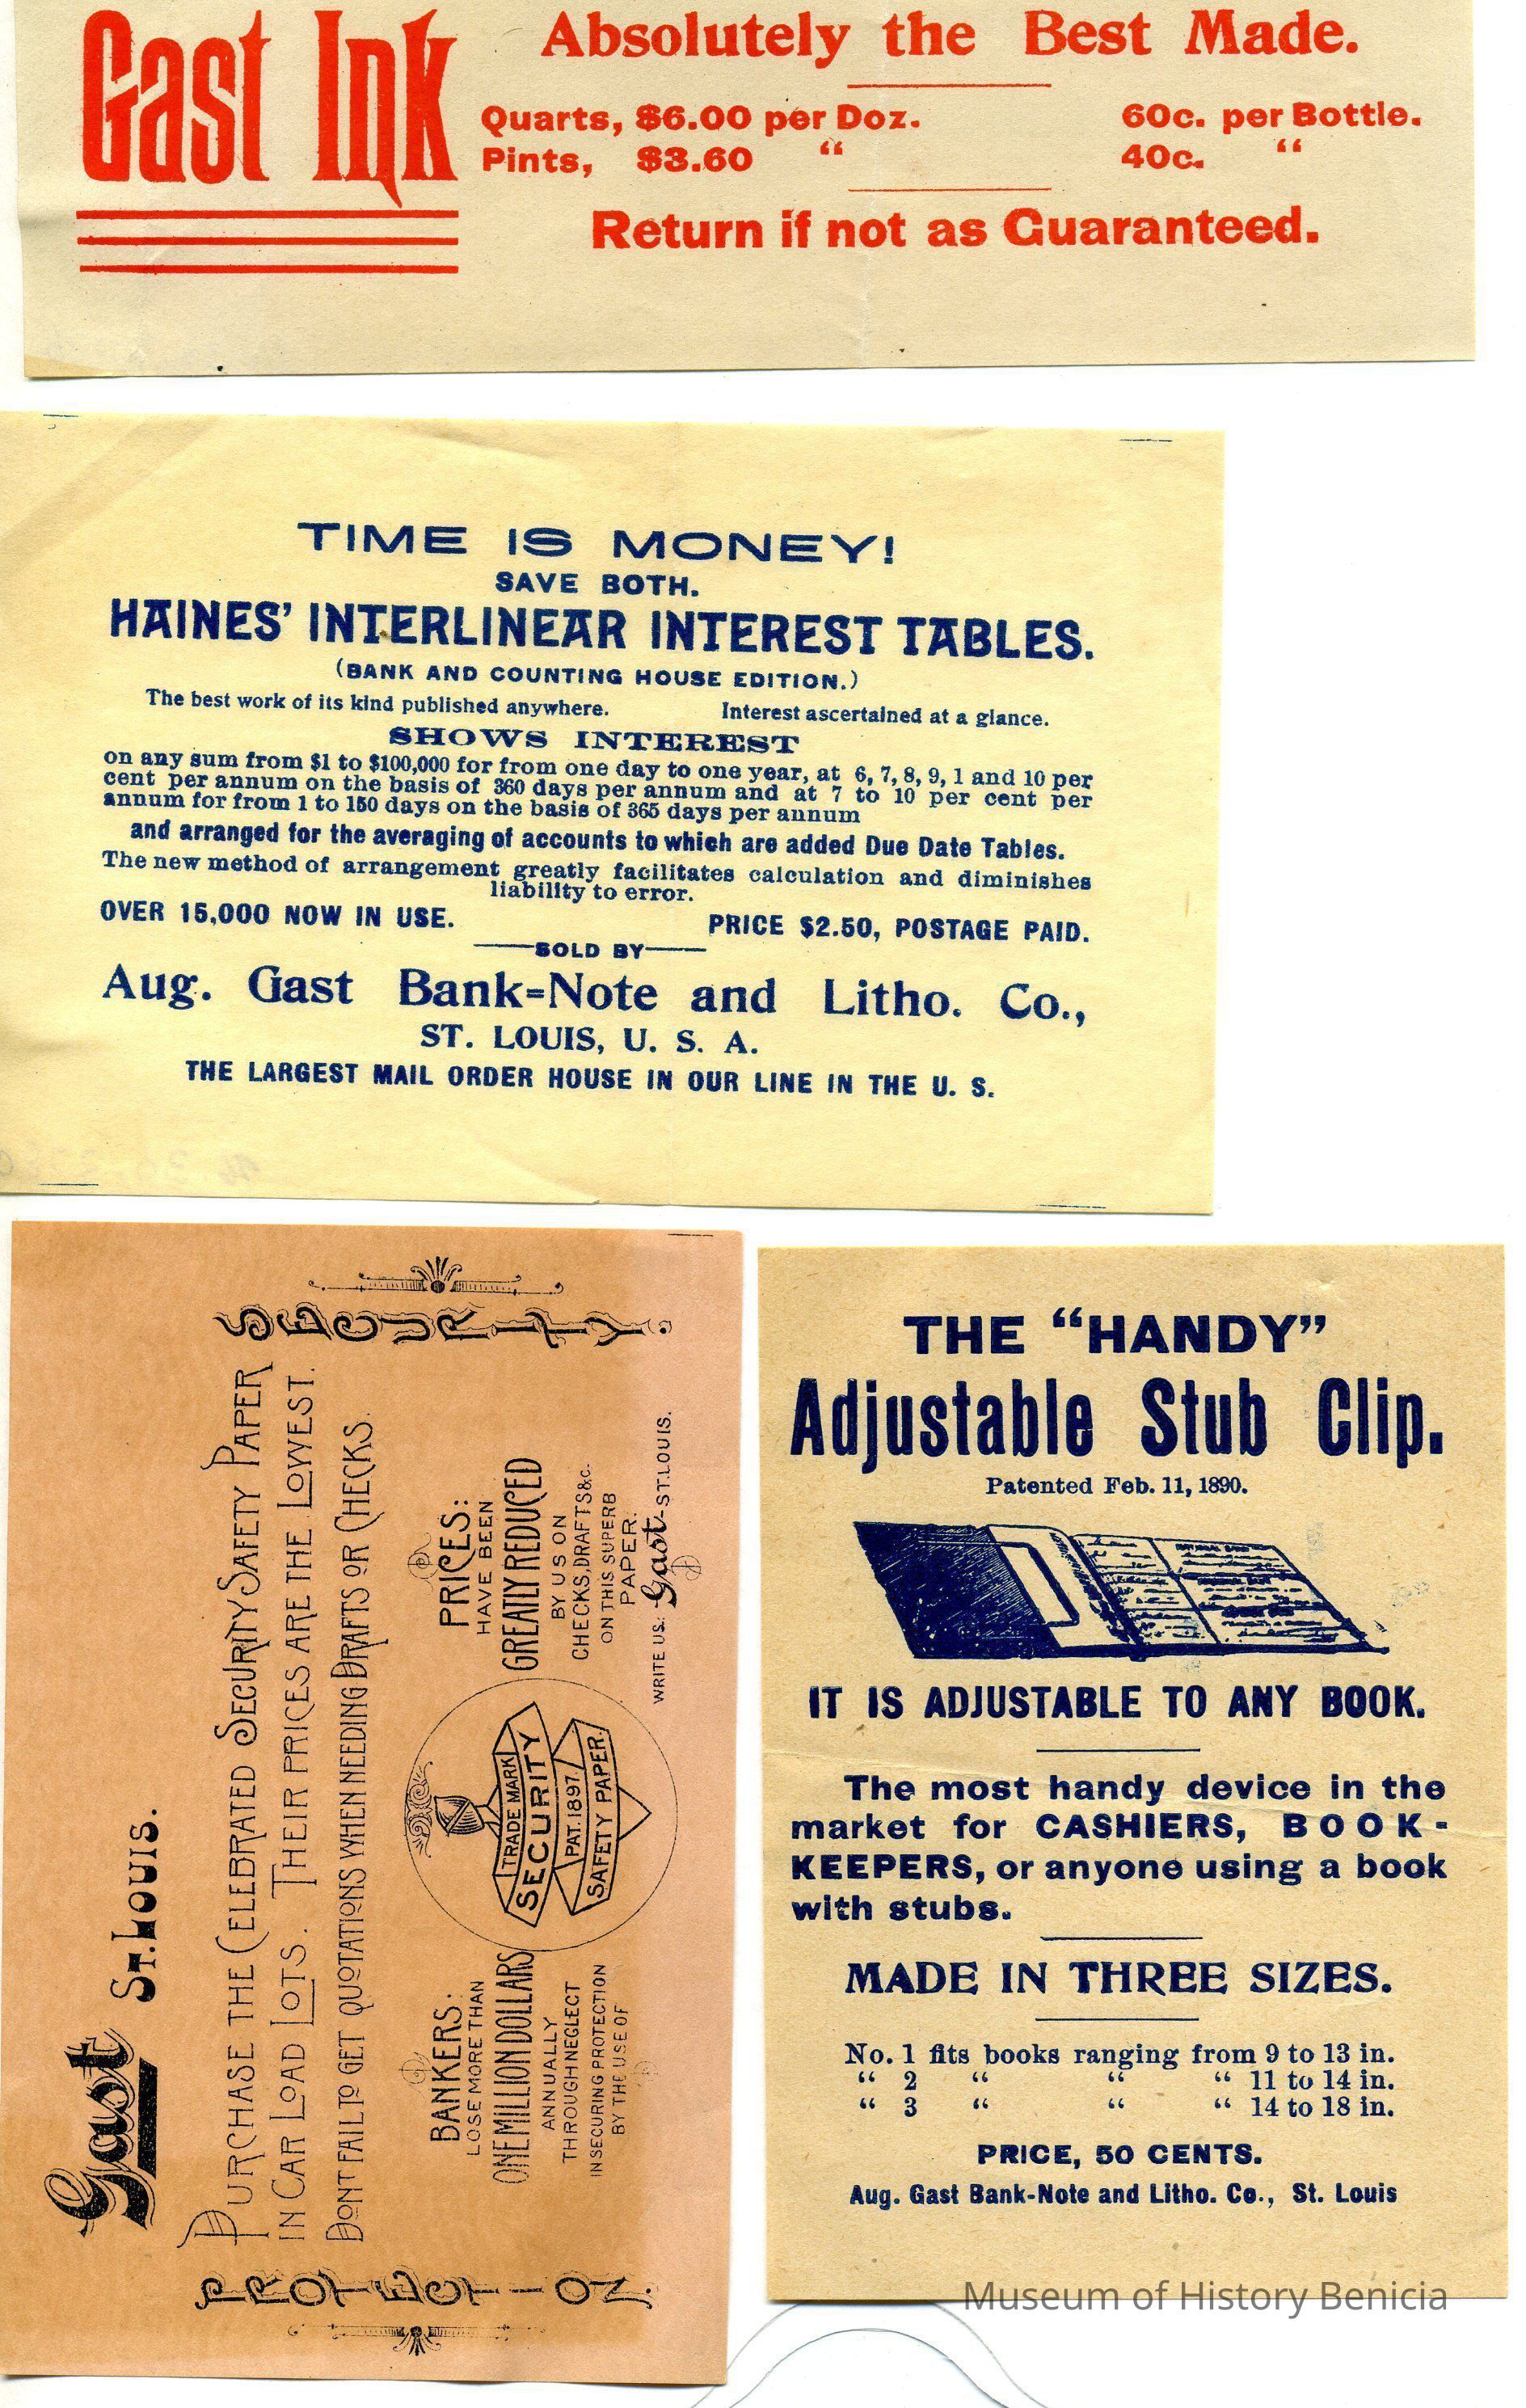 Gast Ink
Absolutely the Best Made.
Quarts, $6.00 per Doz. 60c. per Bottle.
Pints, $3.60 “ 40c. “
Return if not as Guaranteed.
TIME IS MONEY!
SAVE BOTH.
HAINES’ INTERLINEAR INTEREST TABLES.
(BANK AND COUNTING HOUSE EDITION.)
The best work of its kind published anywhere. Interest ascertained at a glance.
SHOWS INTEREST
on any sum from $1 to $100,000 for from one day to one year, at 6, 7, 8, 9, 1 and 10 per
cent per annum on the basis of 360 days per annum and at 7 to 10 per cent per
annum for from 1 to 150 days on the basis of 365 days per annum
and arranged for the averaging of accounts to which are added Due Date Tables.
The new method of arrangement greatly facilitates calculation and diminishes
liability to error.
OVER 15,000 NOW IN USE. PRICE $2.50, POSTAGE PAID.
SOLD BY
Aug. Gast Bank=Note and Litho. Co.,
ST. LOUIS, U. S. A.
THE LARGEST MAIL ORDER HOUSE IN OUR LINE IN THE U. S.
Gast ST. LOUIS.
PURCHASE THE CELEBRATED SECURITY SAFETY PAPER
IN CAR LOAD LOTS. THEIR PRICES ARE THE LOWEST.
DONT FAIL TO GET QUOTATIONS WHEN NEEDING DRAFTS OR CHECKS.
PROTECTION.
BANKERS:
LOSE MORE THAN
ONE MILLION DOLLARS
ANNUALLY
THROUGH NEGLECT
IN SECURING PROTECTION
BY THE USE OF
TRADE MARK
SECURITY
PAT. 1897.
SAFETY PAPER.
PRICES:
HAVE BEEN
GREATLY REDUCED
BY US ON
CHECKS, DRAFTS &c.
ON THIS SUPERB
PAPER.
WRITE US: Gast-ST. LOUIS.
SECURITY.
THE “HANDY”
Adjustable Stub Clip.
Patented Feb. 11, 1890.
IT IS ADJUSTABLE TO ANY BOOK.
The most handy device in the
market for CASHIERS, BOOK-
KEEPERS, or anyone using a book
with stubs.
MADE IN THREE SIZES.
No. 1 fits books ranging from 9 to 13 in.
“ 2 “ “ “ 11 to 14 in.
“ 3 “ “ “ 14 to 18 in.
PRICE, 50 CENTS.
Aug. Gast Bank-Note and Litho. Co., St. Louis
Museum of History Benicia